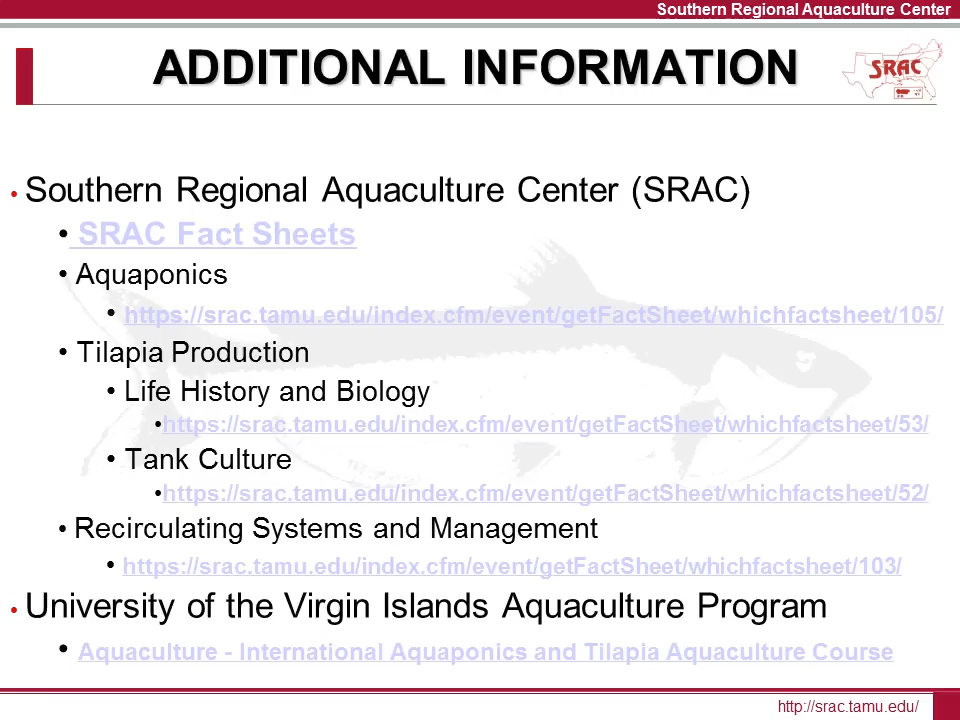 Southern Regional Aquaculture Center
ADDITIONAL INFORMATION
SRAC
• Southern Regional Aquaculture Center (SRAC)
• SRAC Fact Sheets
• Aquaponics
• https://srac.tamu.edu/index.cfm/event/getFactSheet/whichfactsheet/105/
• Tilapia Production
• Life History and Biology
•https://srac.tamu.edu/index.cfm/event/getFactSheet/whichfactsheet/53/
• Tank Culture
•https://srac.tamu.edu/index.cfm/event/getFactSheet/whichfactsheet/52/
• Recirculating Systems and Management
• https://srac.tamu.edu/index.cfm/event/getFactSheet/whichfactsheet/103/
• University of the Virgin Islands Aquaculture Program
• Aquaculture - International Aquaponics and Tilapia Aquaculture Course
http://srac.tamu.edu/